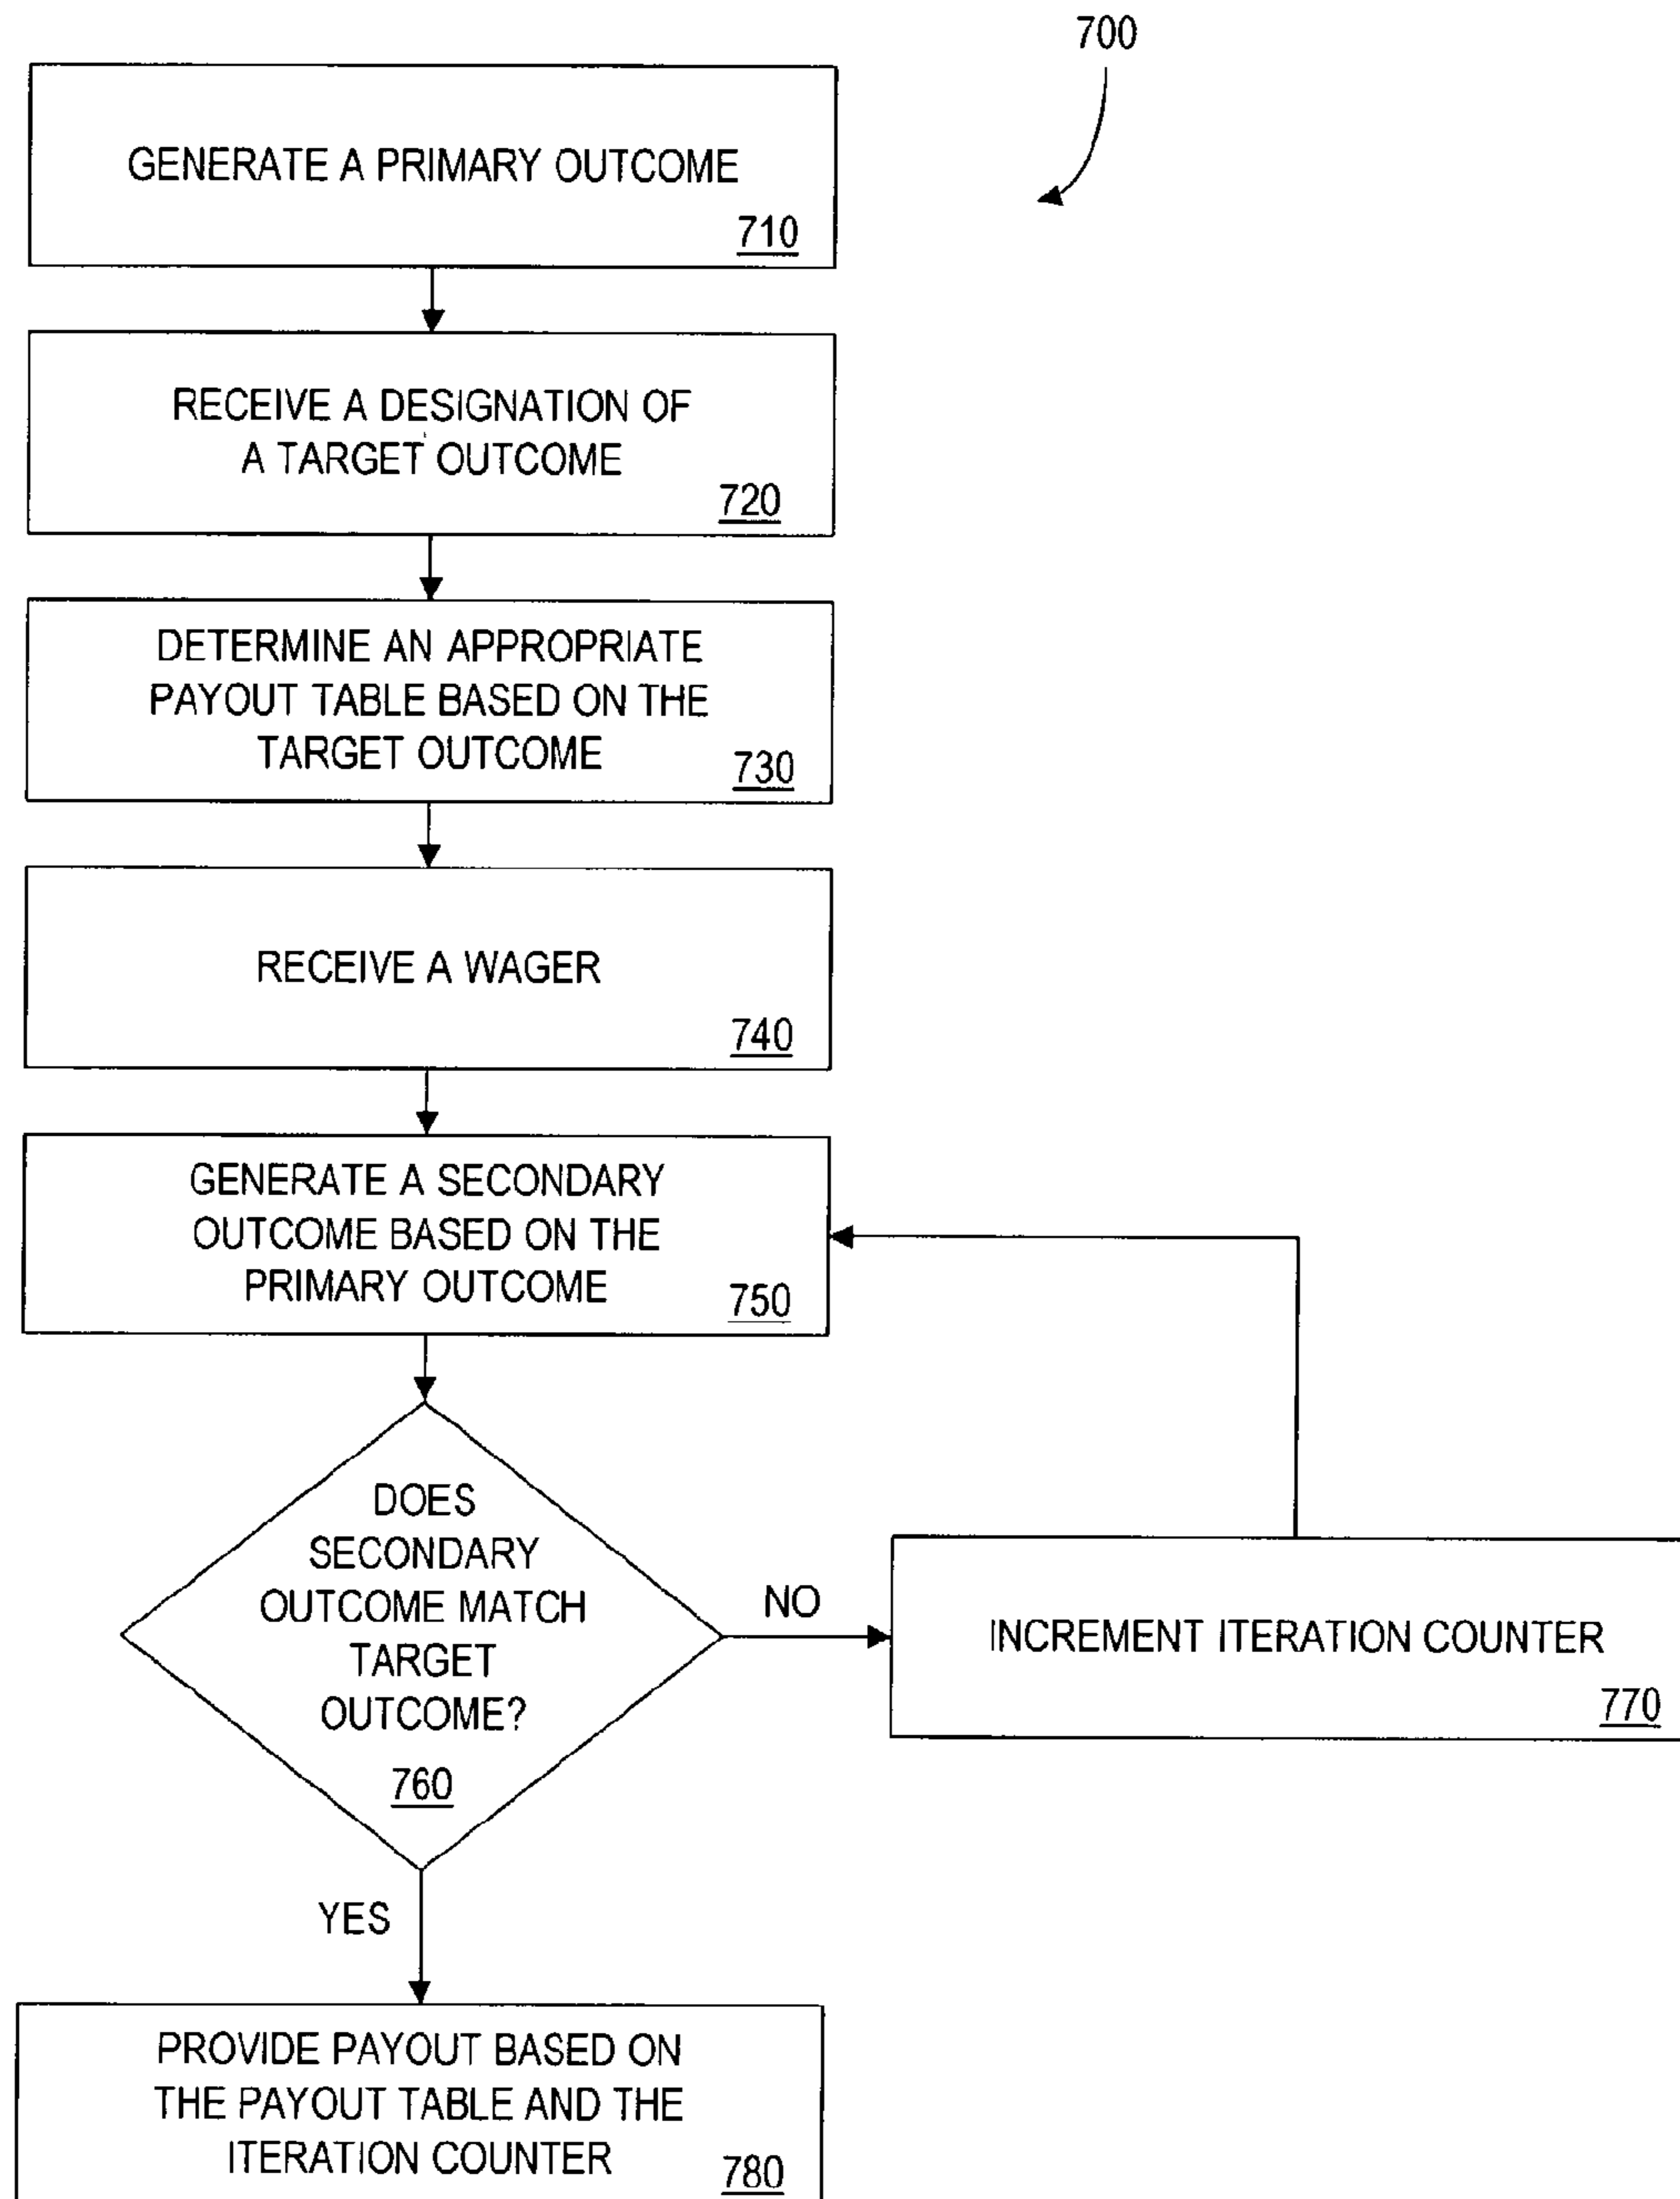 700
GENERATE A PRIMARY OUTCOME
710
RECEIVE A DESIGNATION OF
A TARGET OUTCOME
720
DETERMINE AN APPROPRIATE
PAYOUT TABLE BASED ON THE
TARGET OUTCOME
730
RECEIVE A WAGER
740
GENERATE A SECONDARY
OUTCOME BASED ON THE
PRIMARY OUTCOME
750
DOES
SECONDARY
OUTCOME MATCH
TARGET
OUTCOME?
760
NO
INCREMENT ITERATION COUNTER
770
YES
PROVIDE PAYOUT BASED ON
THE PAYOUT TABLE AND THE
ITERATION COUNTER
780